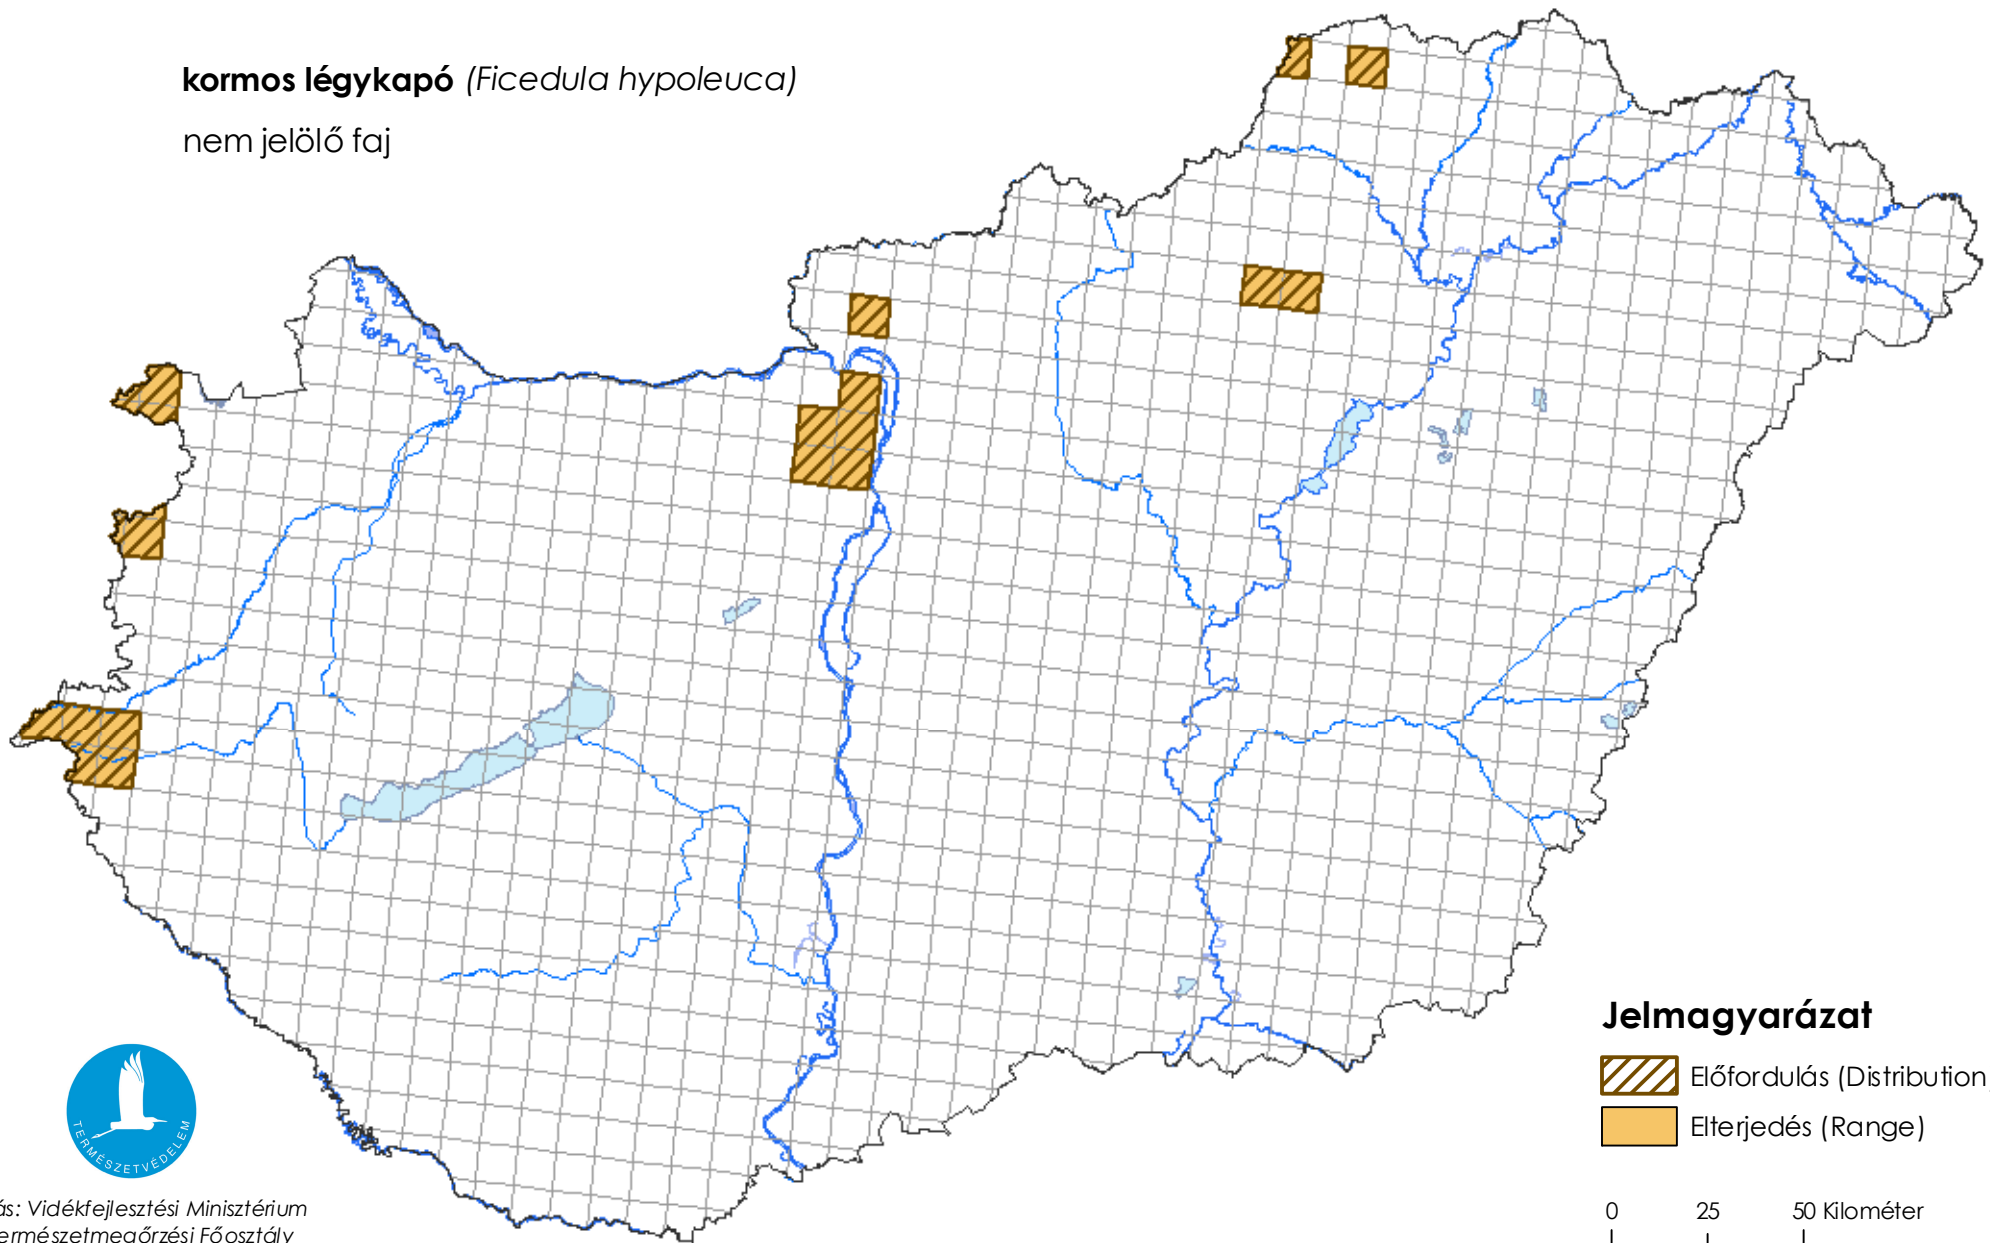 kormos légykapó (Ficedula hypoleuca)
nem jelölő faj
Jelmagyarázat
Előfordulás (Distribution
Elterjedés (Range)
0 25 50 Kilométer
TERMÉSZETVÉDELEM
ás: Vidékfejlesztési Minisztérium
ermészetmegőrzési Főosztály